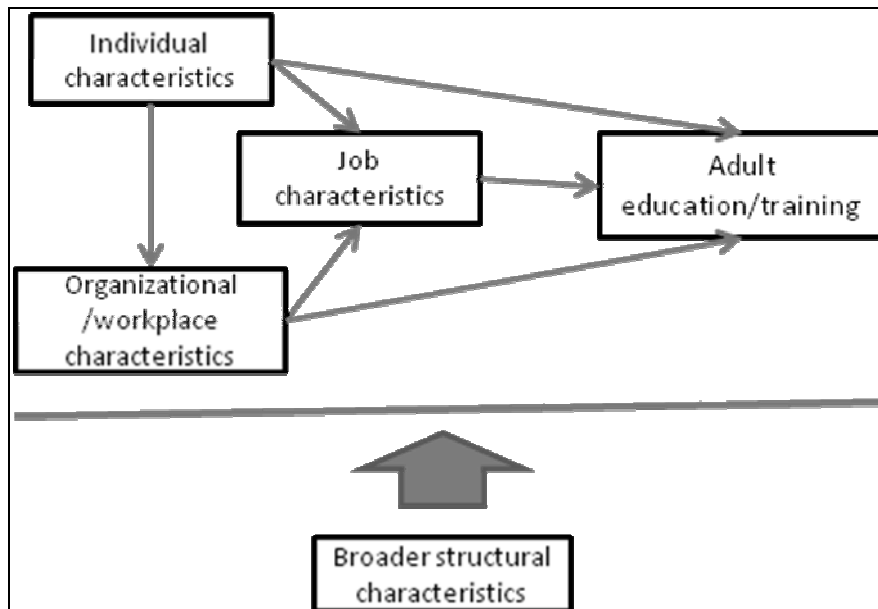 Individual
characteristics
Job
characteristics
Adult
education/training
Organizational
/workplace
characteristics
Broader structural
characteristics